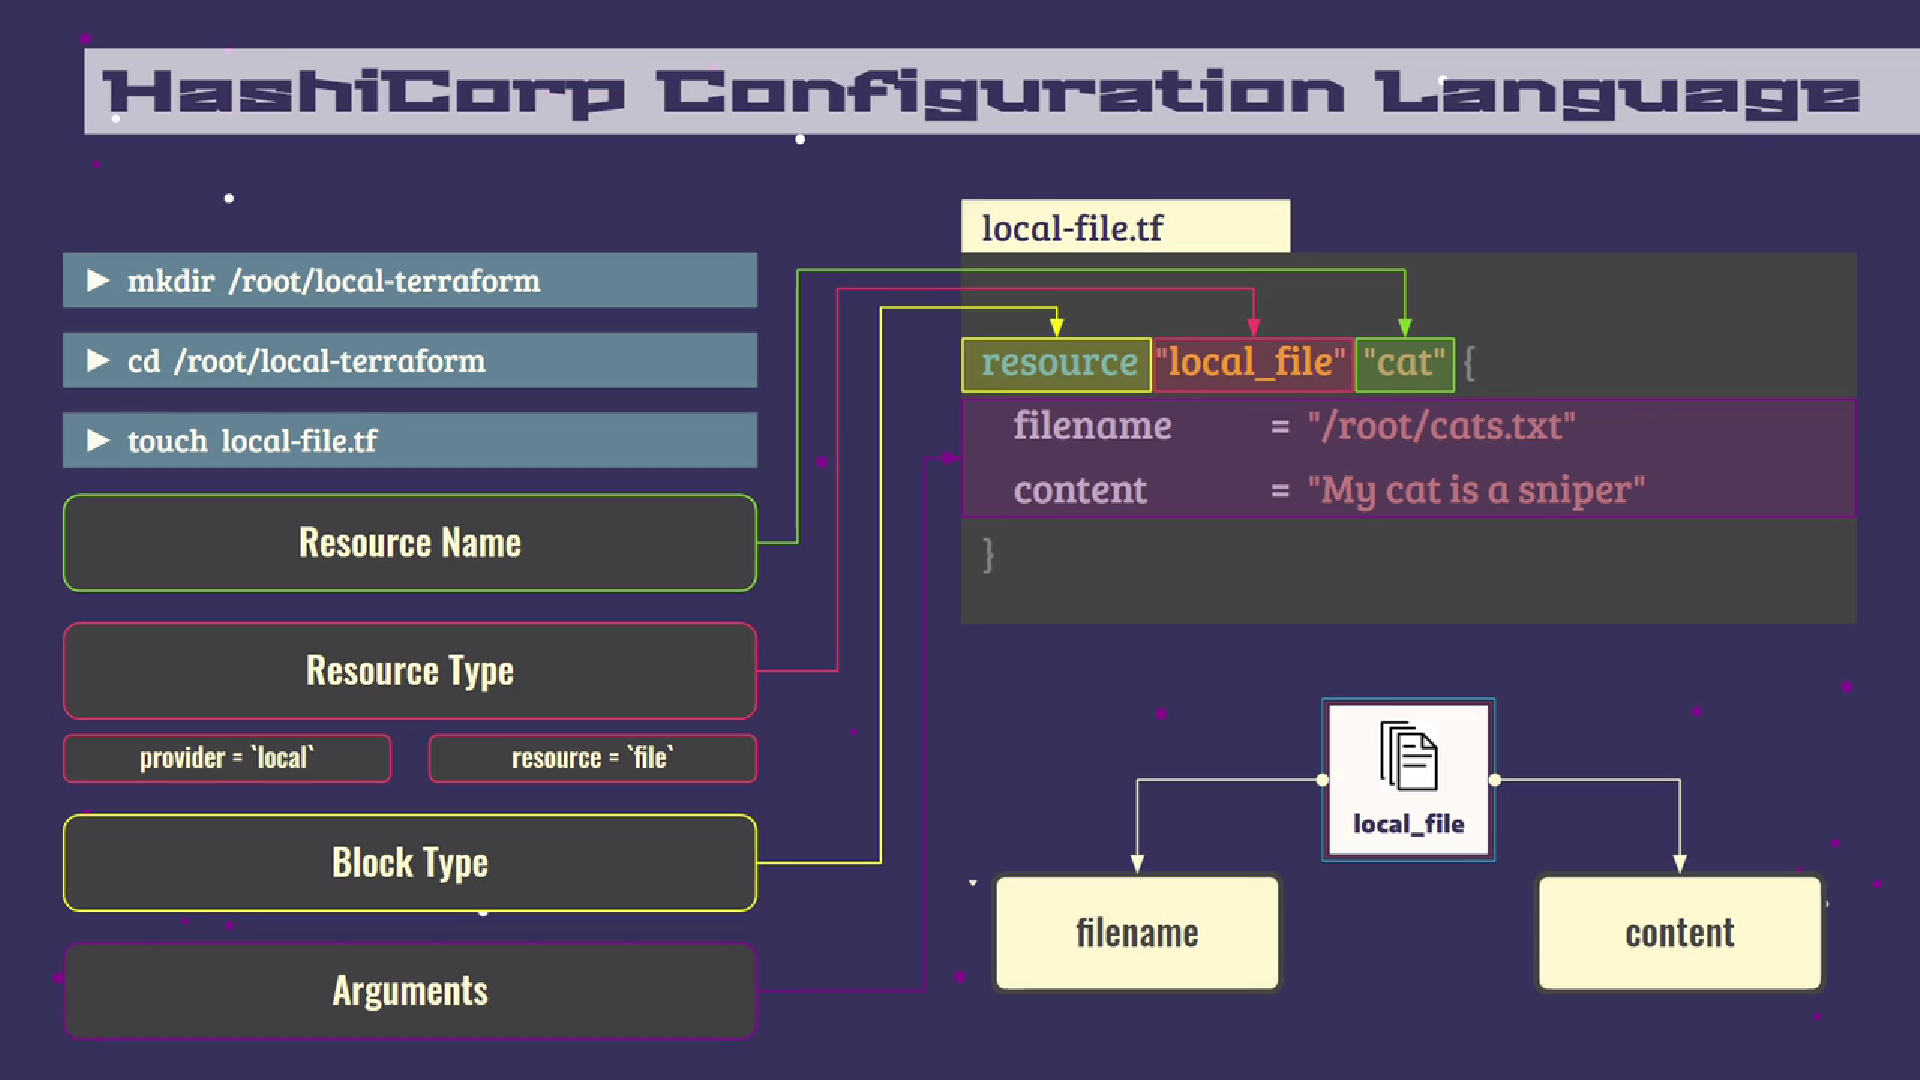 HashiCorp Configuration Language
mkdir /root/local-terraform
cd /root/local-terraform
touch local-file.tf
Resource Name
Resource Type
provider = `local`
resource = `file`
Block Type
Arguments
local-file.tf
resource "local_file" "cat" {
filename = "/root/cats.txt"
content = "My cat is a sniper"
}
local_file
filename
content